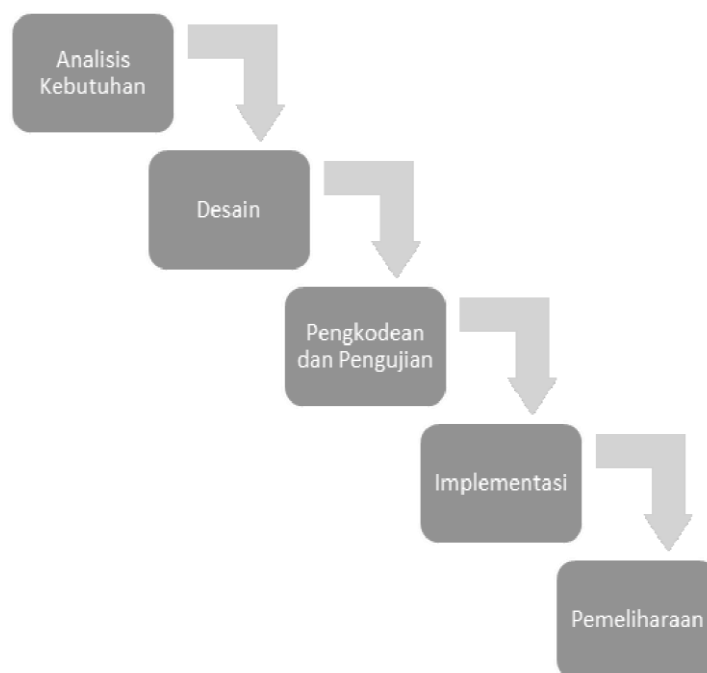 Analisis
Kebutuhan
Desain
Pengkodean
dan Pengujian
Implementasi
Pemeliharaan